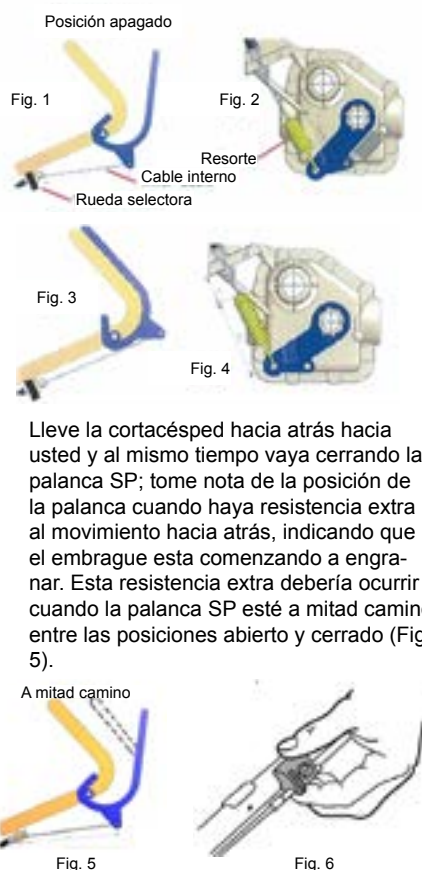 Posición apagado
Fig. 1
Fig. 2
Resorte
Cable interno
Rueda selectora
Fig. 3
Fig. 4
Lleve la cortacésped hacia atrás hacia
usted y al mismo tiempo vaya cerrando la
palanca SP; tome nota de la posición de
la palanca cuando haya resistencia extra
al movimiento hacia atrás, indicando que
el embrague esta comenzando a engra-
nar. Esta resistencia extra debería ocurrir
cuando la palanca SP esté a mitad camin
entre las posiciones abierto y cerrado (Fig
5).
A mitad camino
Fig. 5
Fig. 6